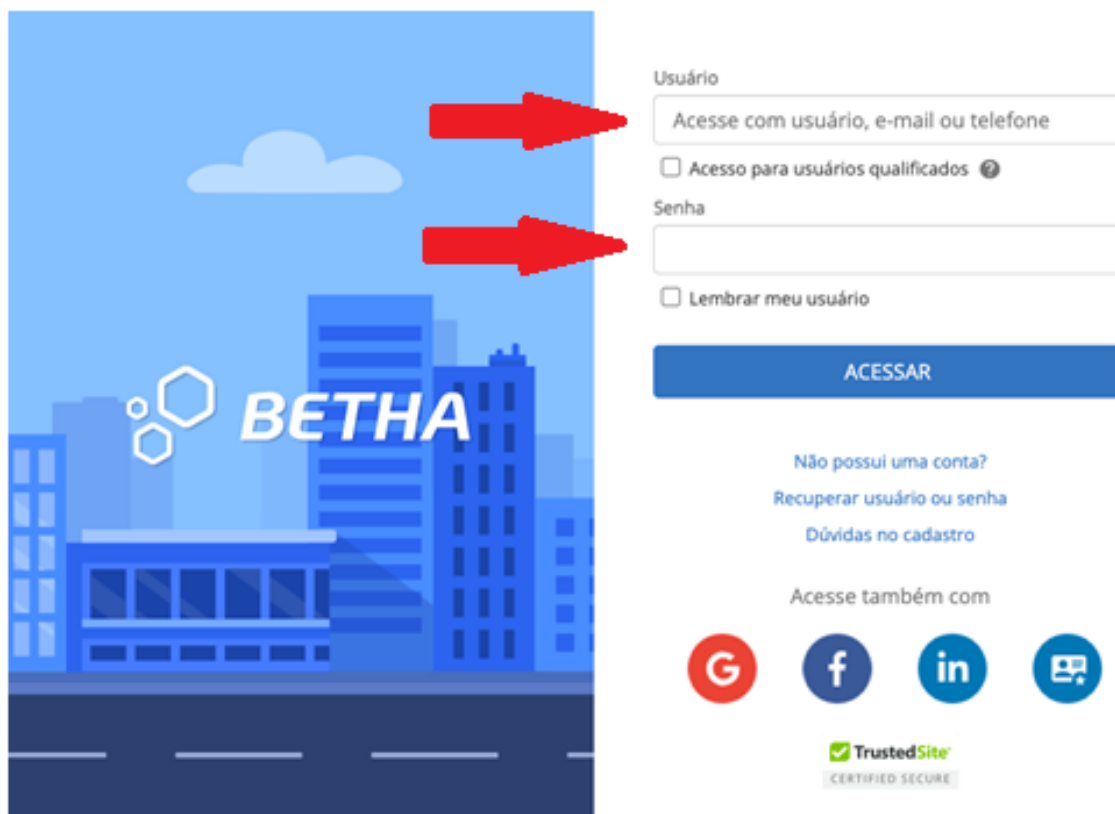 BETHA
Usuário
Acesse com usuário, e-mail ou telefone
Acesso para usuários qualificados ?
Senha
Lembrar meu usuário
ACESSAR
Não possui uma conta?
Recuperar usuário ou senha
Dúvidas no cadastro
Acesse também com
G f in
TrustedSite
CERTIFIED SECURE